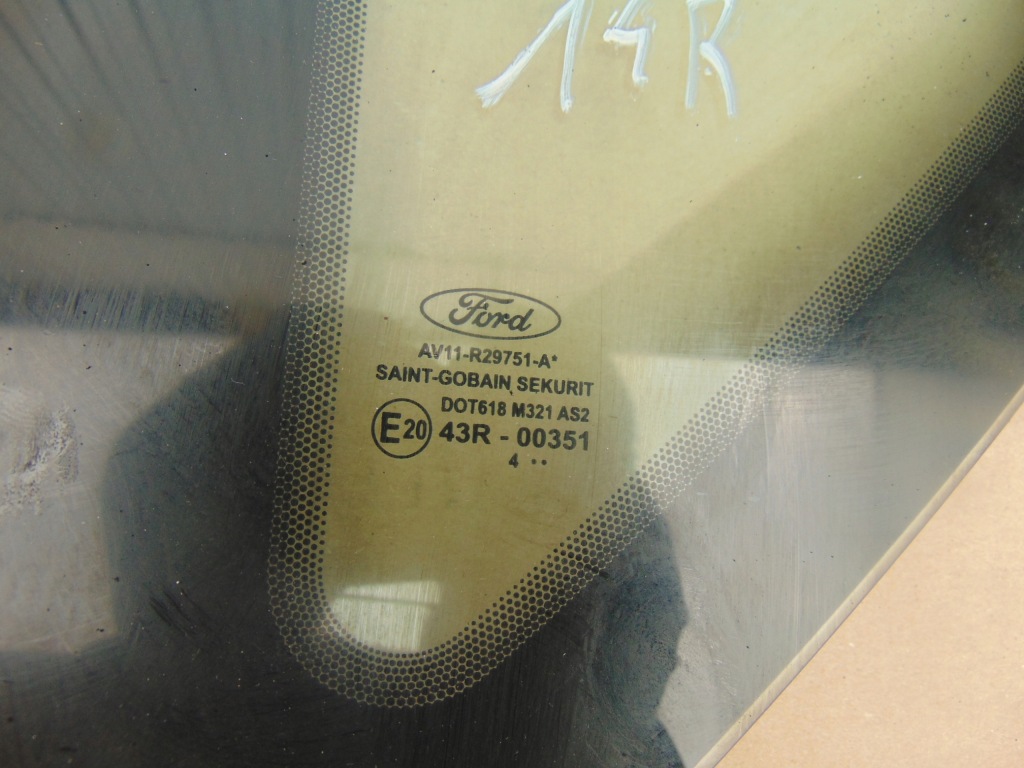 14R
Ford
AV11-R29751-A*
SAINT-GOBAIN SEKURIT
DOT618 M321 AS2
E20 43R - 00351
4 ••